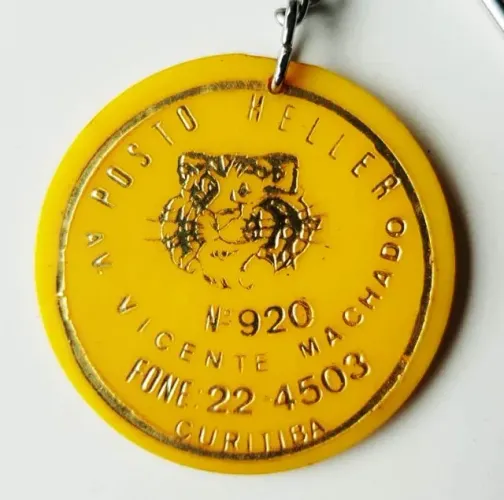 POSTO HELLER
Nº 920
AV. VICENTE MACHADO
FONE: 22-4503
CURITIBA